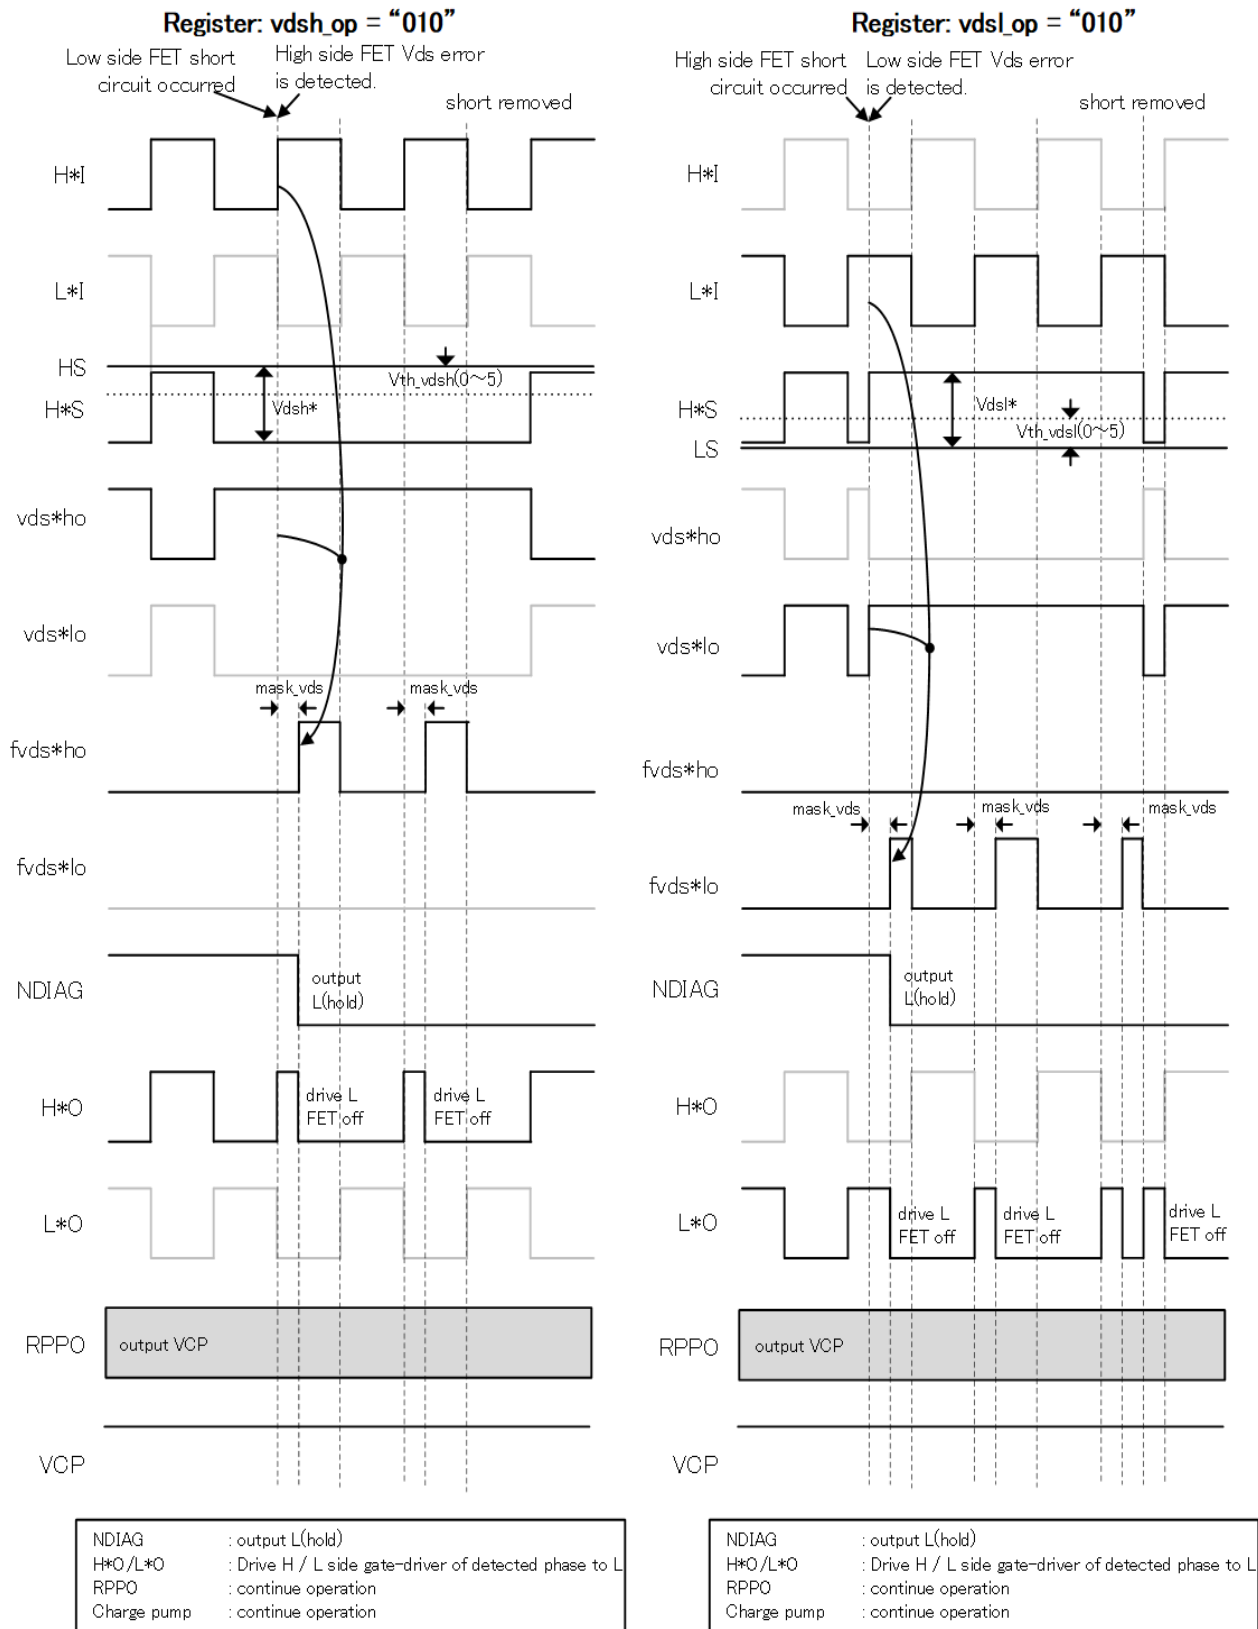 Register: vdsh_op = “010”
Low side FET short
circuit occurred
High side FET Vds error
is detected.
short removed
H*I
L*I
HS
Vth_vdsh(0～5)
H*S
Vdsh*
vds*ho
vds*lo
mask_vds
mask_vds
fvds*ho
fvds*lo
NDIAG
output
L(hold)
H*O
drive L
FET off
drive L
FET off
L*O
RPPO
output VCP
VCP
NDIAG : output L(hold)
H*O/L*O : Drive H / L side gate-driver of detected phase to L
RPPO : continue operation
Charge pump : continue operation
Register: vdsl_op = “010”
High side FET short
circuit occurred
Low side FET Vds error
is detected.
short removed
H*I
L*I
H*S
Vdsl*
Vth_vdsl(0～5)
LS
vds*ho
vds*lo
fvds*ho
mask_vds
mask_vds
mask_vds
fvds*lo
NDIAG
output
L(hold)
H*O
L*O
drive L
FET off
drive L
FET off
drive L
FET off
RPPO
output VCP
VCP
NDIAG : output L(hold)
H*O/L*O : Drive H / L side gate-driver of detected phase to L
RPPO : continue operation
Charge pump : continue operation